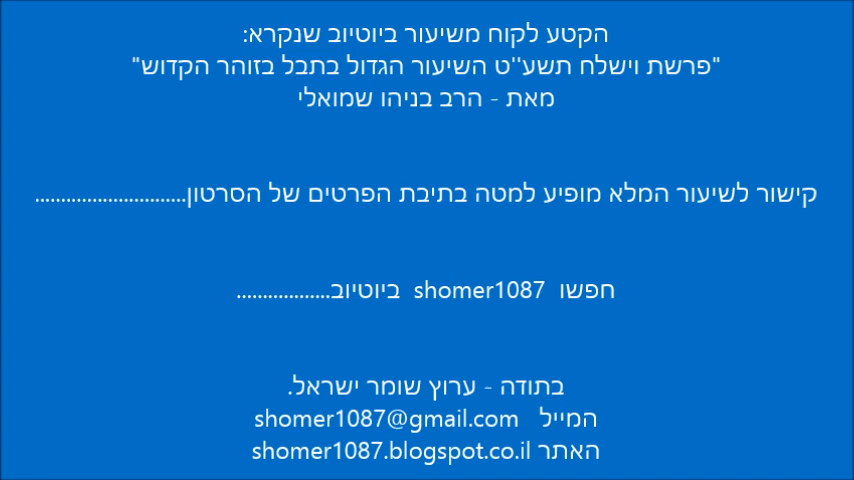 הקטע לקוח משיעור ביוטיוב שנקרא:
"פרשת וישלח תשע''ט השיעור הגדול בתבל בזוהר הקדוש"
מאת - הרב בניהו שמואלי
קישור לשיעור המלא מופיע למטה בתיבת הפרטים של הסרטון.............................
חפשו shomer1087 ביוטיוב..................
בתודה - ערוץ שומר ישראל.
המייל shomer1087@gmail.com
האתר shomer1087.blogspot.co.il